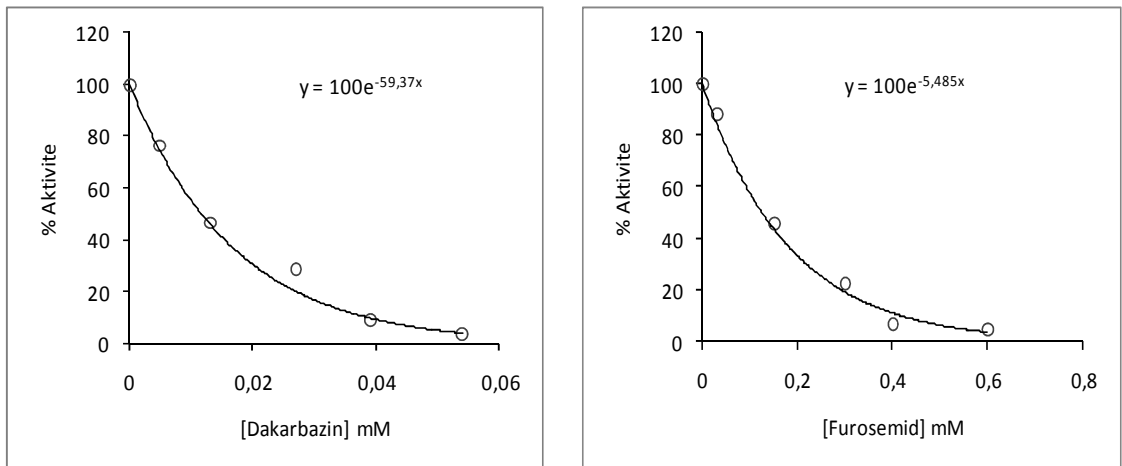 120
100
80
60
40
20
0
% Aktivite
y = 100e^-59,37x
0 0,02 0,04 0,06
[Dakarbazin] mM
120
100
80
60
40
20
0
% Aktivite
y = 100e^-5,485x
0 0,2 0,4 0,6 0,8
[Furosemid] mM